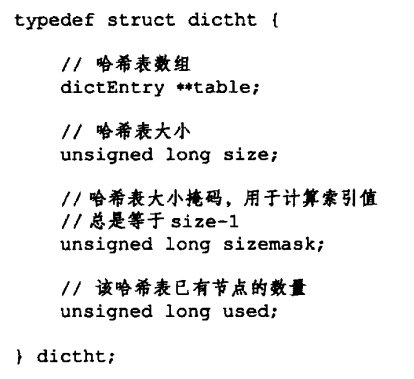 typedef struct dictht {
// 哈希表数组
dictEntry **table;
// 哈希表大小
unsigned long size;
// 哈希表大小掩码，用于计算索引值
// 总是等于 size-1
unsigned long sizemask;
// 该哈希表已有节点的数量
unsigned long used;
} dictht;